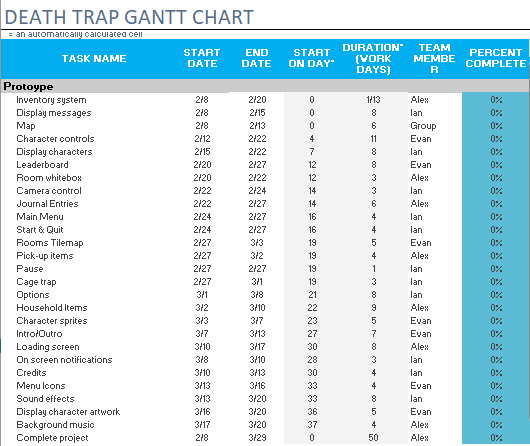 DEATH TRAP GANTT CHART
= an automatically calculated cell
TASK NAME START DATE END DATE START ON DAY* DURATION* (WORK DAYS) TEAM MEMBER PERCENT COMPLETE
Protoype
Inventory system 2/8 2/20 0 1/13 Alex 0%
Display messages 2/8 2/15 0 8 Ian 0%
Map 2/8 2/13 0 6 Group 0%
Character controls 2/12 2/22 4 11 Evan 0%
Display characters 2/15 2/22 7 8 Ian 0%
Leaderboard 2/20 2/27 12 8 Evan 0%
Room whitebox 2/20 2/22 12 3 Alex 0%
Camera control 2/22 2/24 14 3 Ian 0%
Journal Entries 2/22 2/27 14 6 Alex 0%
Main Menu 2/24 2/27 16 4 Ian 0%
Start & Quit 2/24 2/27 16 4 Ian 0%
Rooms Tilemap 2/27 3/3 19 5 Evan 0%
Pick-up items 2/27 3/2 19 4 Alex 0%
Pause 2/27 2/27 19 1 Ian 0%
Cage trap 2/27 3/1 19 3 Ian 0%
Options 3/1 3/8 21 8 Ian 0%
Household Items 3/2 3/10 22 9 Alex 0%
Character sprites 3/3 3/7 23 5 Evan 0%
Intro/Outro 3/7 3/13 27 7 Evan 0%
Loading screen 3/10 3/17 30 8 Alex 0%
On screen notifications 3/8 3/10 28 3 Ian 0%
Credits 3/10 3/13 30 4 Ian 0%
Menu Icons 3/13 3/16 33 4 Evan 0%
Sound effects 3/13 3/20 33 8 Ian 0%
Display character artwork 3/16 3/20 36 5 Evan 0%
Background music 3/17 3/20 37 4 Alex 0%
Complete project 2/8 3/29 0 50 Alex 0%